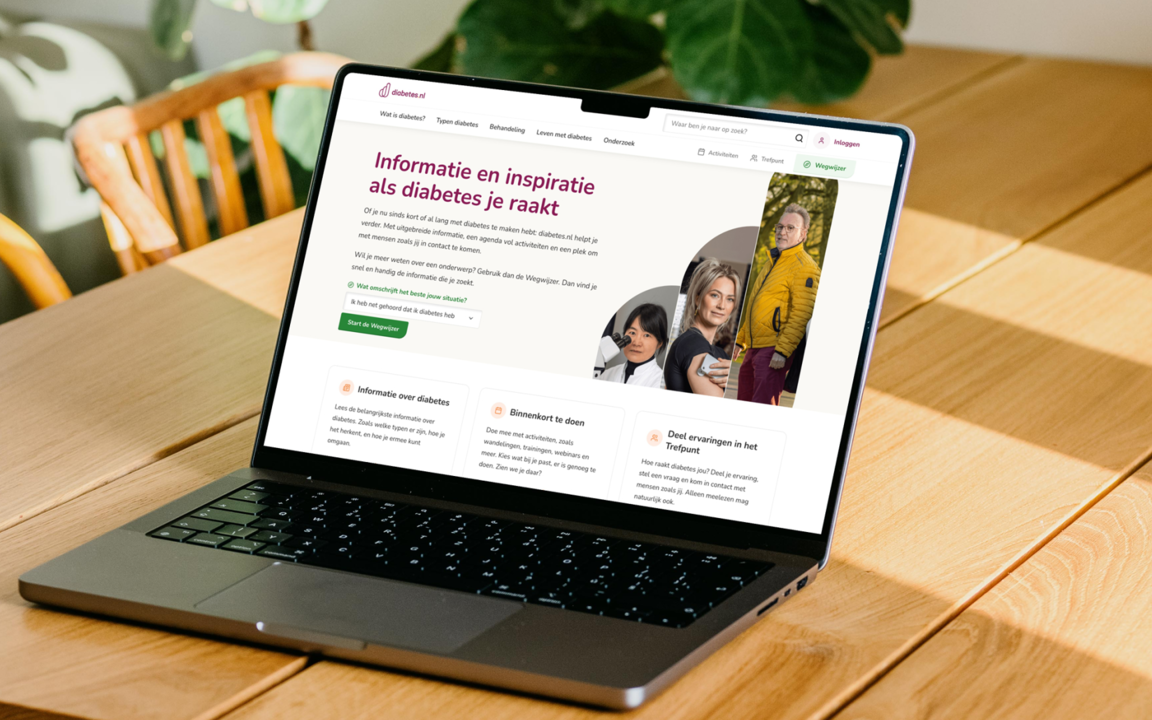 diabetes.nl
Waar ben je naar op zoek?
Inloggen
Wat is diabetes?
Typen diabetes
Behandeling
Leven met diabetes
Onderzoek
Activiteiten
Trefpunt
Wegwijzer
Informatie en inspiratie
als diabetes je raakt
Of je nu sinds kort of al lang met diabetes te maken hebt: diabetes.nl helpt je
verder. Met uitgebreide informatie, een agenda vol activiteiten en een plek om
met mensen zoals jij in contact te komen.
Wil je meer weten over een onderwerp? Gebruik dan de Wegwijzer. Dan vind je
snel en handig de informatie die je zoekt.
Wat omschrijft het beste jouw situatie?
Ik heb net gehoord dat ik diabetes heb
Start de Wegwijzer
Informatie over diabetes
Lees de belangrijkste informatie over
diabetes. Zoals welke typen er zijn, hoe je
het herkent, en hoe je ermee kunt
omgaan.
Binnenkort te doen
Doe mee met activiteiten, zoals
wandelingen, trainingen, webinars en
meer. Kies wat bij je past, er is genoeg te
doen. Zien we je daar?
Deel ervaringen in het
Trefpunt
Hoe raakt diabetes jou? Deel je ervaring,
stel een vraag en kom in contact met
mensen zoals jij. Alleen meelezen mag
natuurlijk ook.